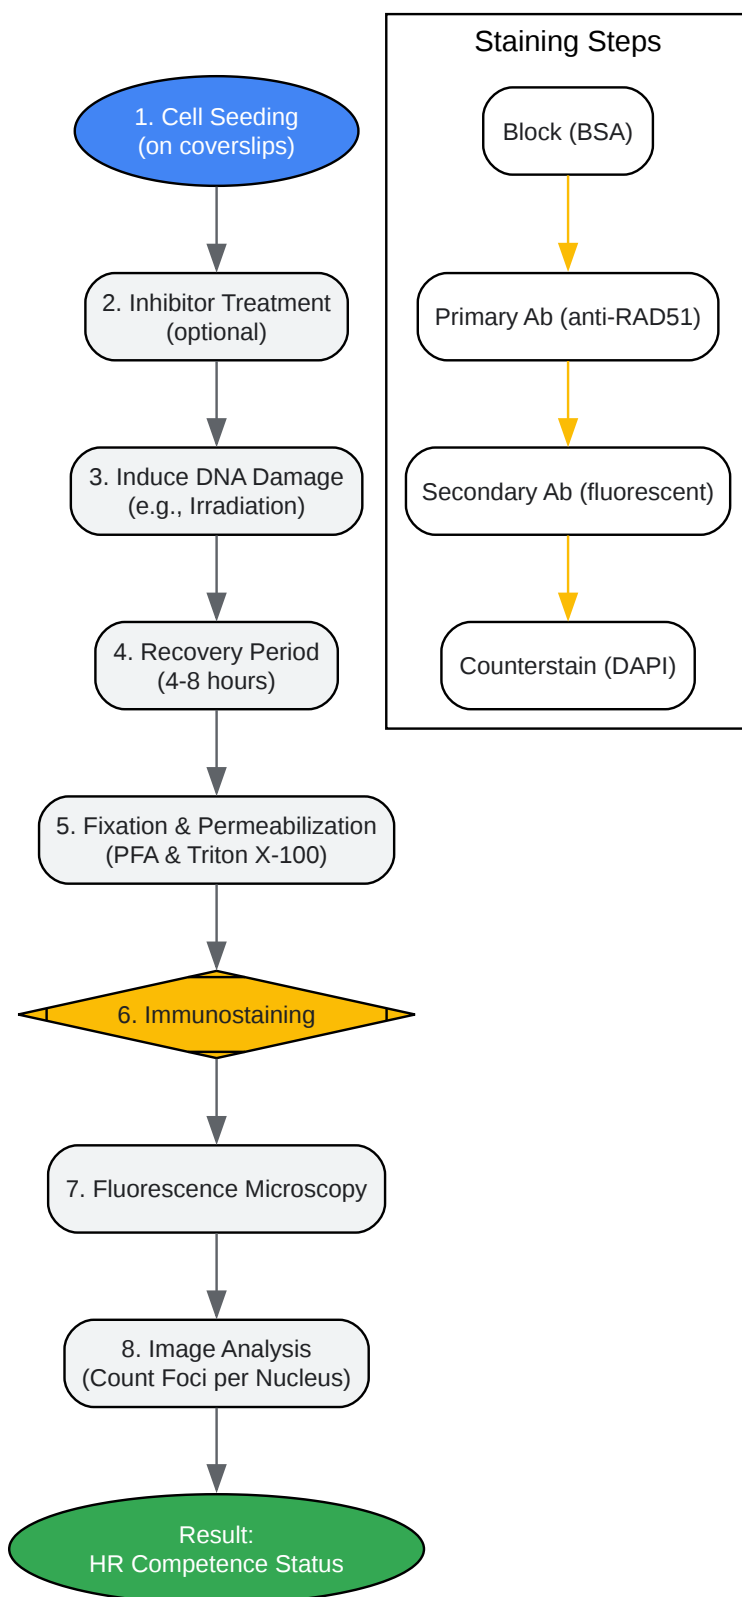 1. Cell Seeding
(on coverslips)
2. Inhibitor Treatment
(optional)
3. Induce DNA Damage
(e.g., Irradiation)
4. Recovery Period
(4-8 hours)
5. Fixation & Permeabilization
(PFA & Triton X-100)
6. Immunostaining
7. Fluorescence Microscopy
8. Image Analysis
(Count Foci per Nucleus)
Result:
HR Competence Status
Staining Steps
Block (BSA)
Primary Ab (anti-RAD51)
Secondary Ab (fluorescent)
Counterstain (DAPI)